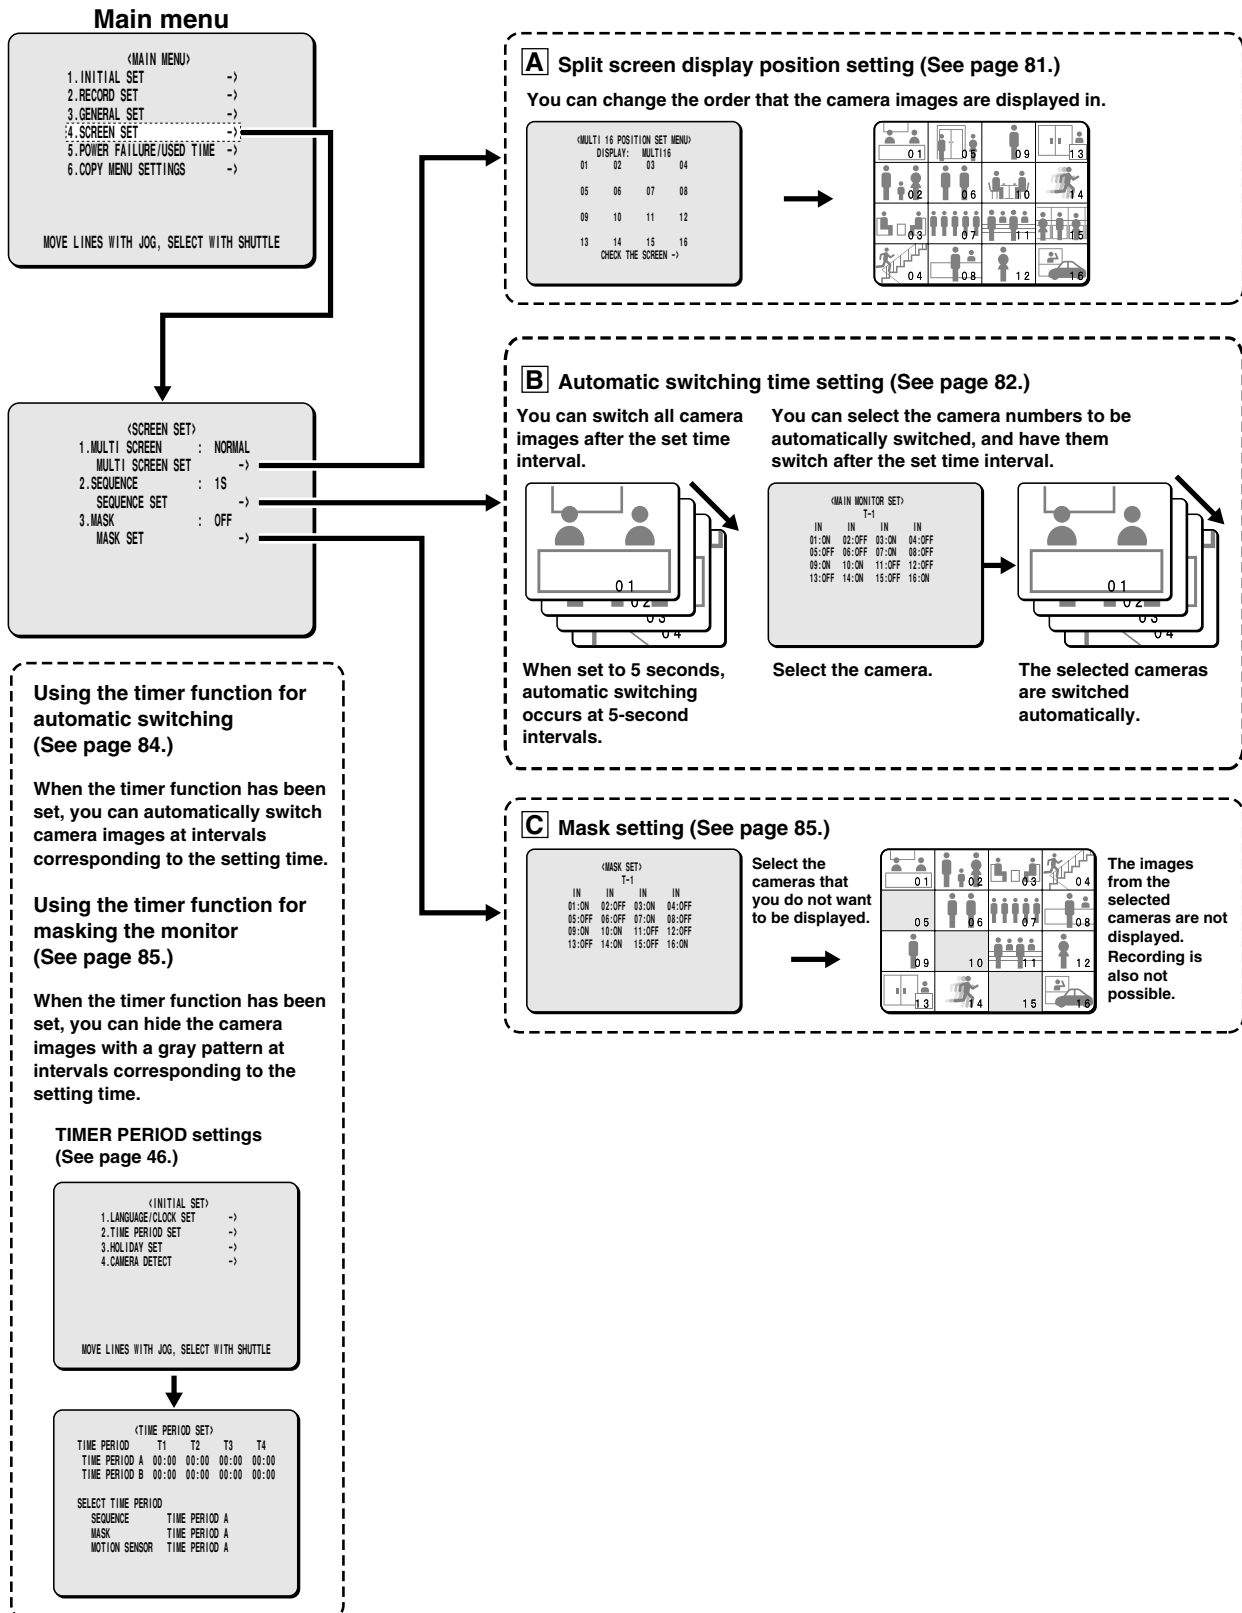 Main menu
<MAIN MENU>
1.INITIAL SET ->
2.RECORD SET ->
3.GENERAL SET ->
4.SCREEN SET ->
5.POWER FAILURE/USED TIME ->
6.COPY MENU SETTINGS ->
MOVE LINES WITH JOG, SELECT WITH SHUTTLE
<SCREEN SET>
1.MULTI SCREEN : NORMAL
MULTI SCREEN SET ->
2.SEQUENCE : 1S
SEQUENCE SET ->
3.MASK : OFF
MASK SET ->
A Split screen display position setting (See page 81.)
You can change the order that the camera images are displayed in.
<MULTI 16 POSITION SET MENU>
DISPLAY: MULTI16
01 02 03 04
05 06 07 08
09 10 11 12
13 14 15 16
CHECK THE SCREEN ->
01 05 09 13
02 06 10 14
03 07 11 15
04 08 12 16
B Automatic switching time setting (See page 82.)
You can switch all camera
images after the set time
interval.
01
02
03
04
When set to 5 seconds,
automatic switching
occurs at 5-second
intervals.
You can select the camera numbers to be
automatically switched, and have them
switch after the set time interval.
<MAIN MONITOR SET>
T-1
IN IN IN IN
01:ON 02:OFF 03:ON 04:OFF
05:OFF 06:OFF 07:ON 08:OFF
09:ON 10:ON 11:OFF 12:OFF
13:OFF 14:ON 15:OFF 16:ON
Select the camera.
01
02
03
04
The selected cameras
are switched
automatically.
C Mask setting (See page 85.)
<MASK SET>
T-1
IN IN IN IN
01:ON 02:OFF 03:ON 04:OFF
05:OFF 06:OFF 07:ON 08:OFF
09:ON 10:ON 11:OFF 12:OFF
13:OFF 14:ON 15:OFF 16:ON
Select the
cameras that
you do not want
to be displayed.
01 02 03 04
05 06 07 08
09 10 11 12
13 14 15 16
The images
from the
selected
cameras are not
displayed.
Recording is
also not
possible.
Using the timer function for
automatic switching
(See page 84.)
When the timer function has been
set, you can automatically switch
camera images at intervals
corresponding to the setting time.
Using the timer function for
masking the monitor
(See page 85.)
When the timer function has been
set, you can hide the camera
images with a gray pattern at
intervals corresponding to the
setting time.
TIMER PERIOD settings
(See page 46.)
<INITIAL SET>
1.LANGUAGE/CLOCK SET ->
2.TIME PERIOD SET ->
3.HOLIDAY SET ->
4.CAMERA DETECT ->
MOVE LINES WITH JOG, SELECT WITH SHUTTLE
<TIME PERIOD SET>
TIME PERIOD T1 T2 T3 T4
TIME PERIOD A 00:00 00:00 00:00 00:00
TIME PERIOD B 00:00 00:00 00:00 00:00
SELECT TIME PERIOD
SEQUENCE TIME PERIOD A
MASK TIME PERIOD A
MOTION SENSOR TIME PERIOD A